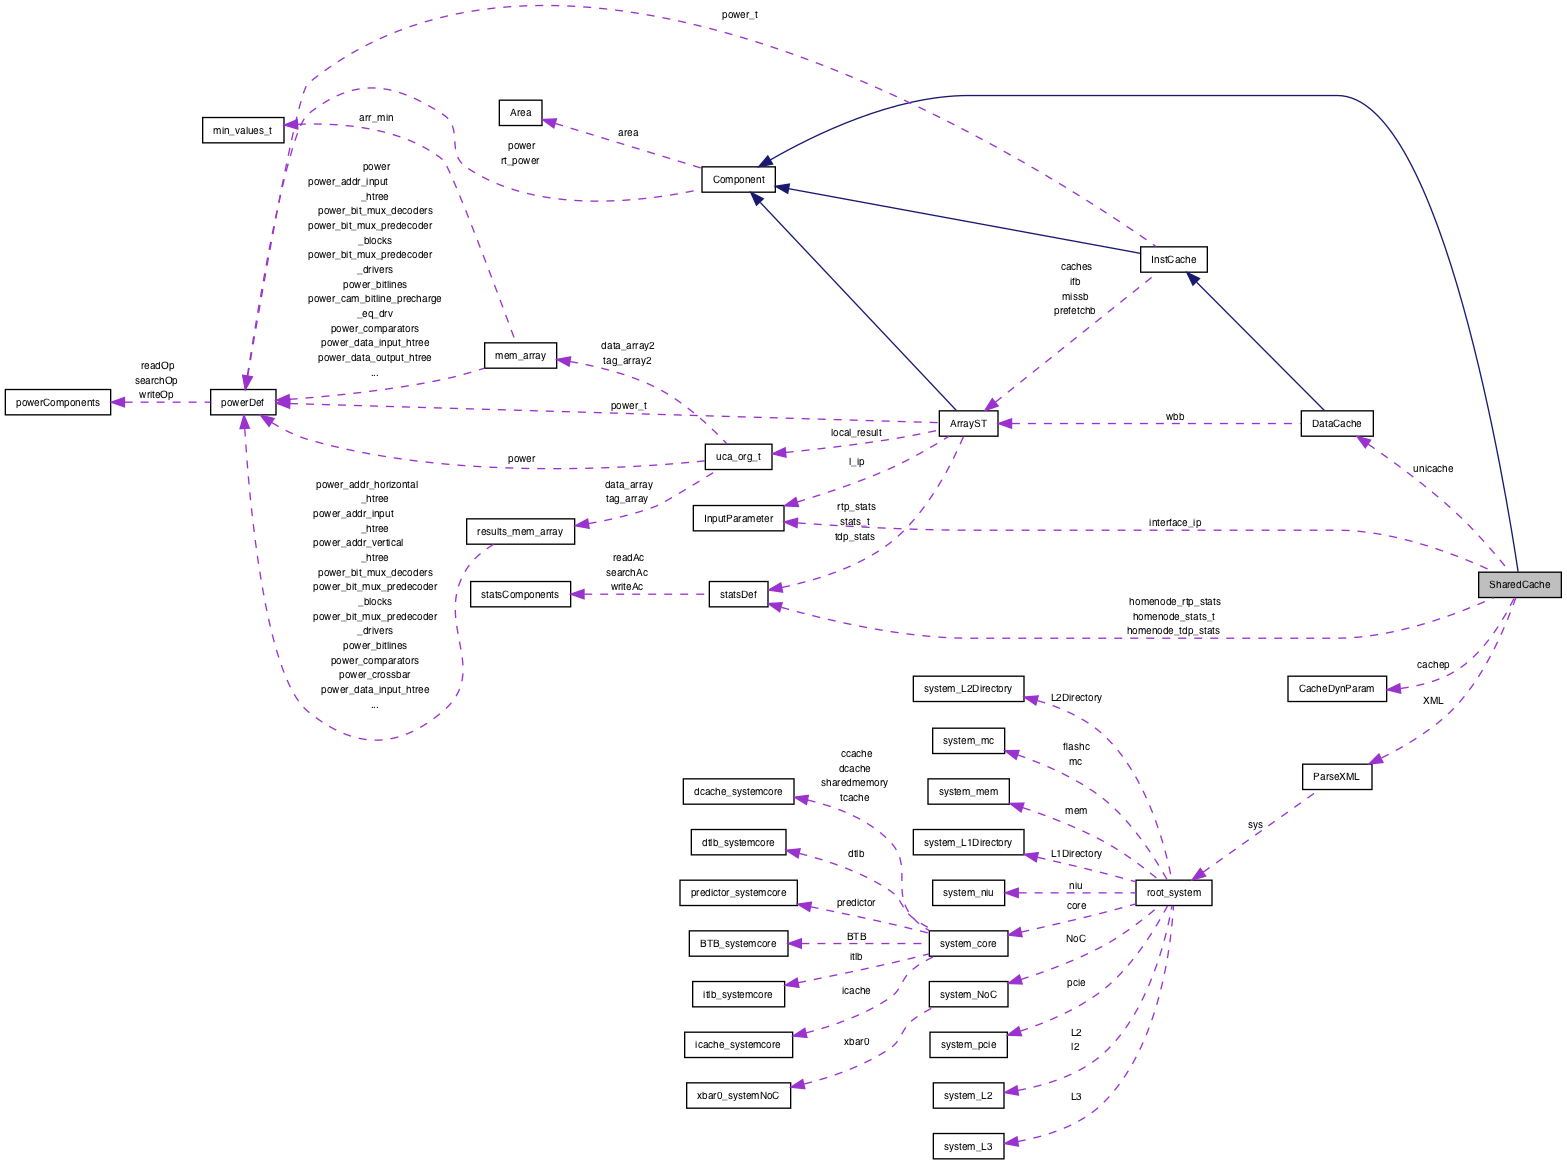 power_t
Area
arr_min
min_values_t
area
power
rt_power
Component
power
power_addr_input
_htree
power_bit_mux_decoders
power_bit_mux_predecoder
_blocks
power_bit_mux_predecoder
_drivers
power_bitlines
power_cam_bitline_precharge
_eq_drv
power_comparators
power_data_input_htree
power_data_output_htree
...
InstCache
caches
ifb
missb
prefetchb
mem_array
data_array2
tag_array2
readOp
searchOp
writeOp
powerComponents
powerDef
power_t
ArrayST
wbb
DataCache
local_result
uca_org_t
power
l_ip
unicache
power_addr_horizontal
_htree
power_addr_input
_htree
power_addr_vertical
_htree
power_bit_mux_decoders
power_bit_mux_predecoder
_blocks
power_bit_mux_predecoder
_drivers
power_bitlines
power_comparators
power_crossbar
power_data_input_htree
...
data_array
tag_array
results_mem_array
InputParameter
rtp_stats
stats_t
tdp_stats
interface_ip
readAc
searchAc
writeAc
statsComponents
statsDef
SharedCache
homenode_rtp_stats
homenode_stats_t
homenode_tdp_stats
cachep
CacheDynParam
XML
ParseXML
sys
system_L2Directory
L2Directory
system_mc
flashc
mc
ccache
dcache
sharedmemory
tcache
dcache_systemcore
system_mem
mem
dtlb_systemcore
dtlb
system_L1Directory
L1Directory
predictor_systemcore
predictor
system_niu
niu
root_system
core
BTB_systemcore
BTB
system_core
NoC
itlb
itlb_systemcore
icache
system_NoC
pcie
icache_systemcore
xbar0
system_pcie
L2
l2
xbar0_systemNoC
system_L2
L3
system_L3